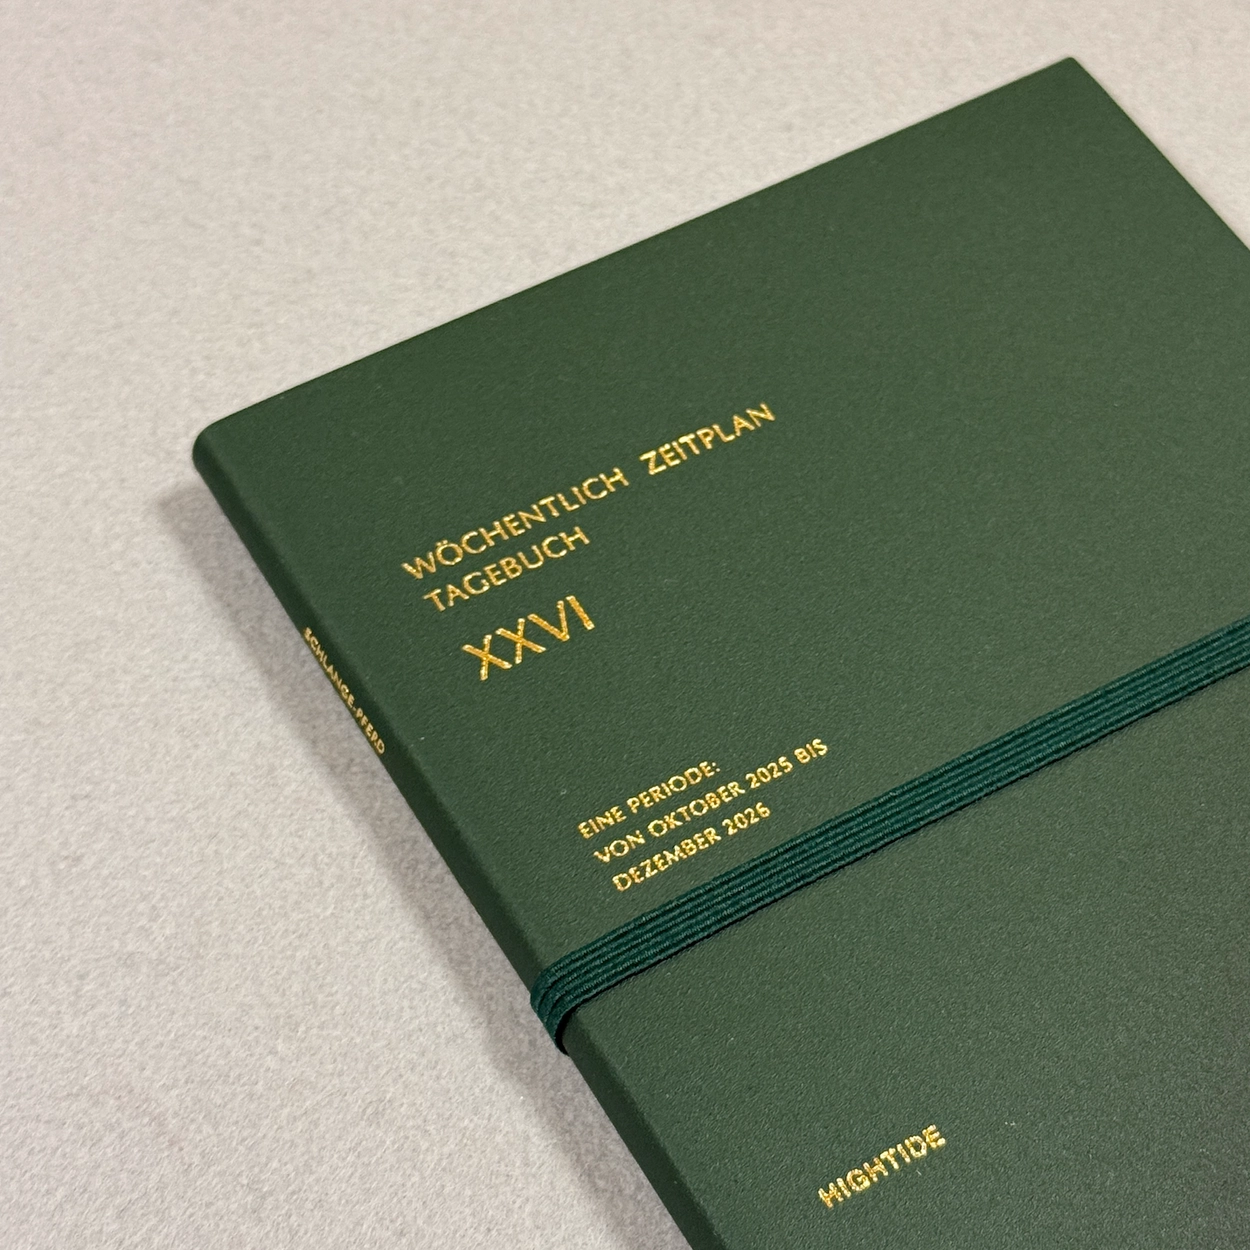 WÖCHENTLICH ZEITPLAN
TAGEBUCH
XXVI
EINE PERIODE:
VON OKTOBER 2025 BIS
DEZEMBER 2026
HIGHTIDE
SCHLANGE-PFERD